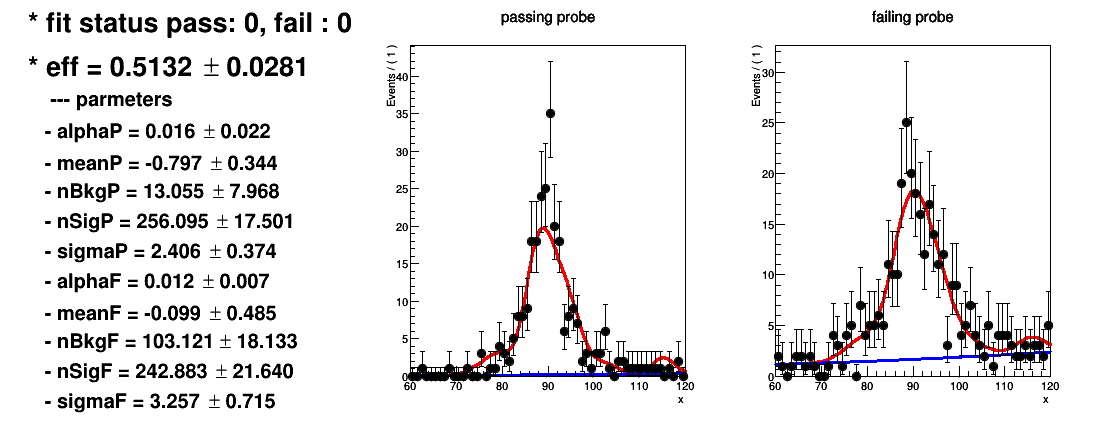 * fit status pass: 0, fail : 0
* eff = 0.5132 ± 0.0281
--- parmeters
- alphaP = 0.016 ± 0.022
- meanP = -0.797 ± 0.344
- nBkgP = 13.055 ± 7.968
- nSigP = 256.095 ± 17.501
- sigmaP = 2.406 ± 0.374
- alphaF = 0.012 ± 0.007
- meanF = -0.099 ± 0.485
- nBkgF = 103.121 ± 18.133
- nSigF = 242.883 ± 21.640
- sigmaF = 3.257 ± 0.715
passing probe
Events / ( 1 )
40
35
30
25
20
15
10
5
0
60 70 80 90 100 110 120
x
failing probe
Events / ( 1 )
30
25
20
15
10
5
0
60 70 80 90 100 110 120
x